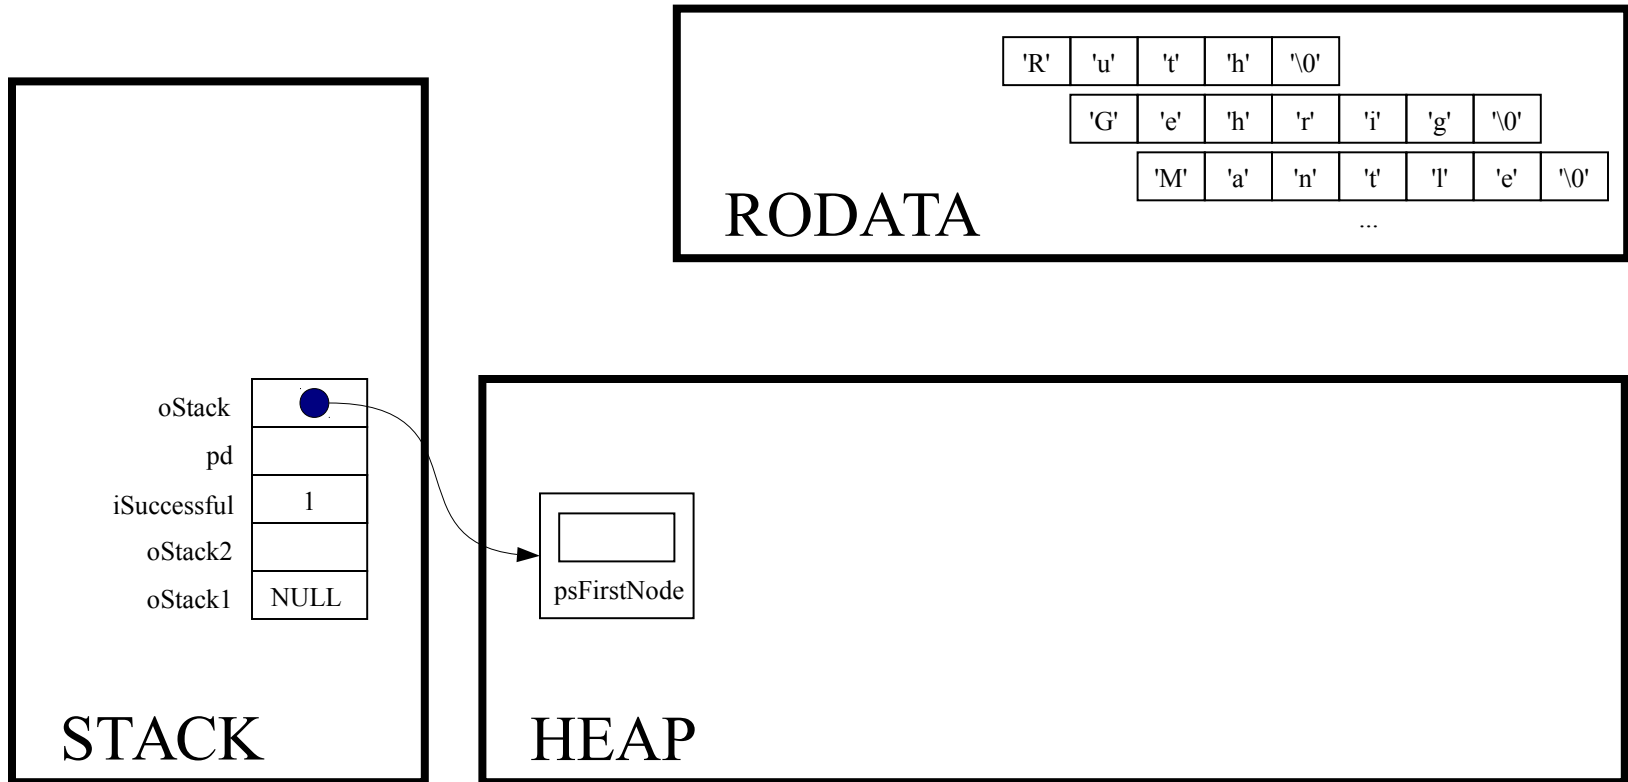 'R' 'u' 't' 'h' '\0'
'G' 'e' 'h' 'r' 'i' 'g' '\0'
'M' 'a' 'n' 't' 'l' 'e' '\0'
...
RODATA
oStack
pd
iSuccessful 1
oStack2
oStack1 NULL
STACK
psFirstNode
HEAP